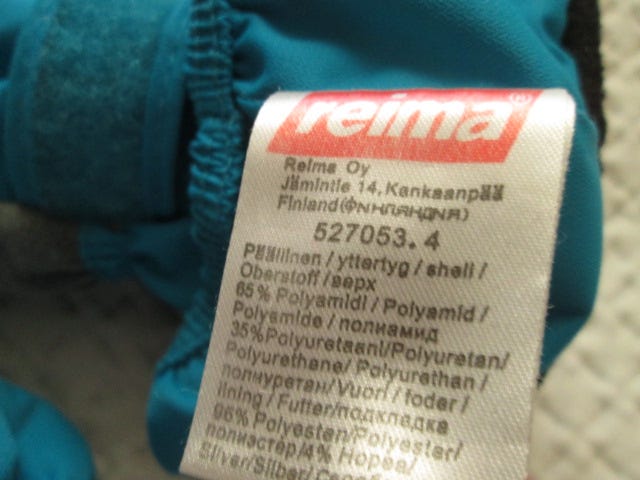 reima®
Reima Oy
Jämintie 14, Kankaanpää
Finland(ФИНЛЯНДИЯ)
527053.4
Päällinen/yttertyg/shell/
Oberstoff/верх
65% Polyamidi/Polyamid/
Polyamide/полиамид
35%Polyuretaani/Polyuretan/
Polyurethane/Polyurethan/
полиуретан/Vuori/foder/
lining/Futter/подкладка
96% Polyesteri/Polyester/
полиэстер/4% Hopea/
Silver/Silber/